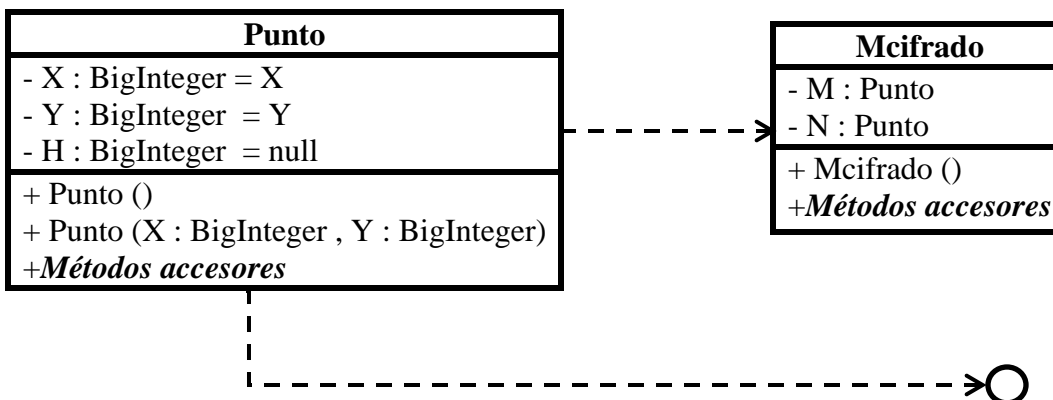 Punto
- X : BigInteger = X
- Y : BigInteger = Y
- H : BigInteger = null
+ Punto ()
+ Punto (X : BigInteger , Y : BigInteger)
+Métodos accesores
Mcifrado
- M : Punto
- N : Punto
+ Mcifrado ()
+Métodos accesores